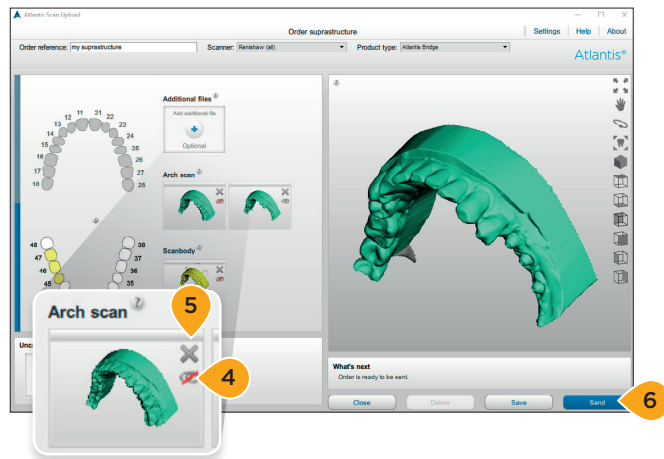 Atlantis Scan Upload
Order suprastructure
Settings Help About
Order reference: my suprastructure
Scanner: Renishaw (all)
Product type: Atlantis Bridge
Atlantis®
Additional files ?
Add additional file
Optional
11 21
12 22
13 23
14 24
15 25
16 26
17 27
18 28
Arch scan ?
Scanbody ?
48 38
47 37
46 36
45 35
Arch scan ?
5
4
What's next
Order is ready to be sent.
Close Delete Save Send
6